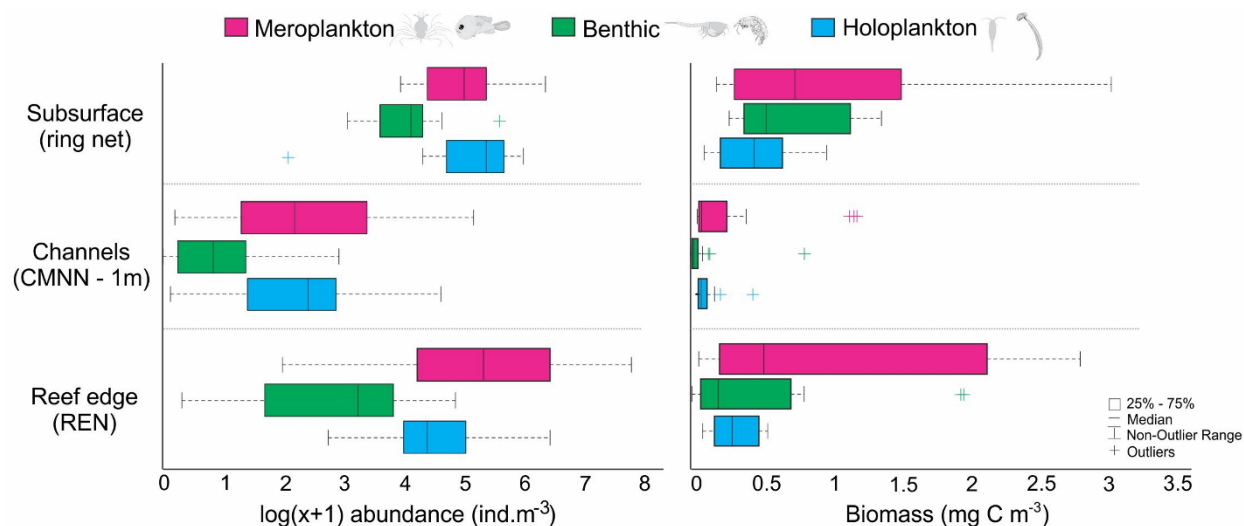 Meroplankton
Benthic
Holoplankton
Subsurface
(ring net)
Channels
(CMNN - 1m)
Reef edge
(REN)
25% - 75%
Median
Non-Outlier Range
Outliers
0 1 2 3 4 5 6 7 8
0 0.5 1 1.5 2 2.5 3 3.5
log(x+1) abundance (ind.m⁻³)
Biomass (mg C m⁻³)